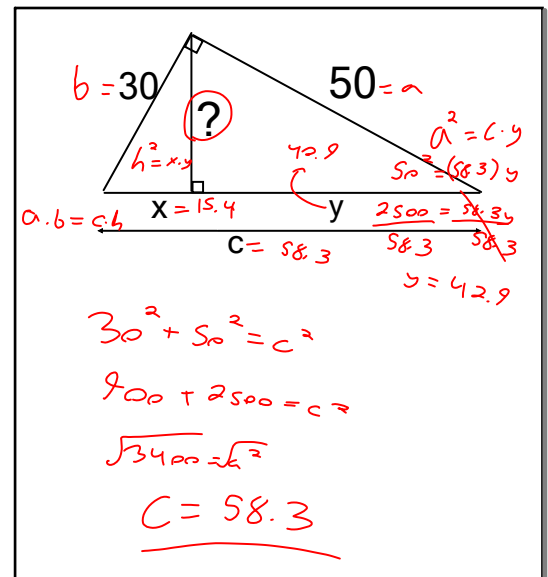 b = 30
50 = a
?
a² = c·y
h² = x·y
42.9
50² = (58.3) y
x = 15.4
y
2500 = 58.3y
58.3 58.3
a·b = c·h
c = 58.3
y = 42.9
30² + 50² = c²
900 + 2500 = c²
√3400 = √c²
C = 58.3